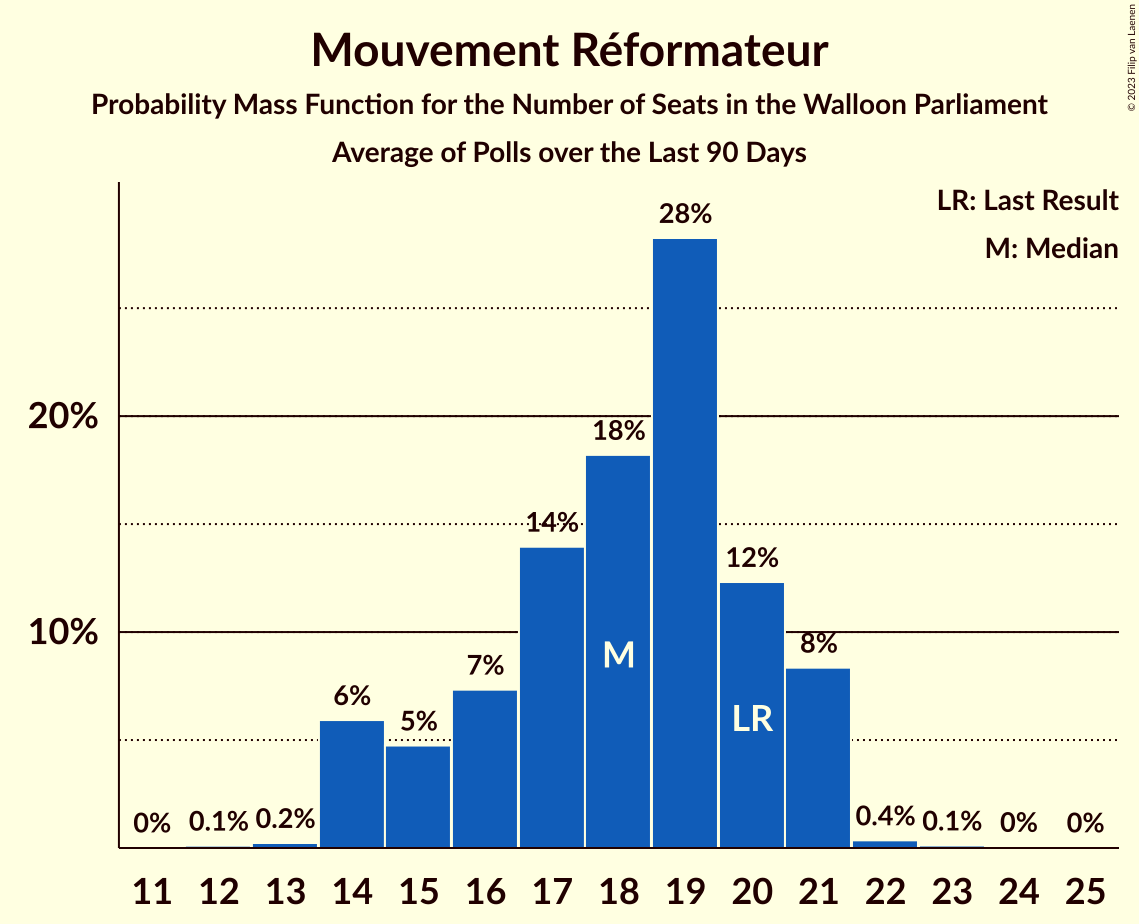 Mouvement Réformateur
Probability Mass Function for the Number of Seats in the Walloon Parliament
Average of Polls over the Last 90 Days
© 2023 Filip van Laenen
LR: Last Result
M: Median
28%
20%
18%
14%
12%
10%
8%
7%
6%
5%
M
LR
0% 0.1% 0.2% 0.4% 0.1% 0% 0%
11 12 13 14 15 16 17 18 19 20 21 22 23 24 25